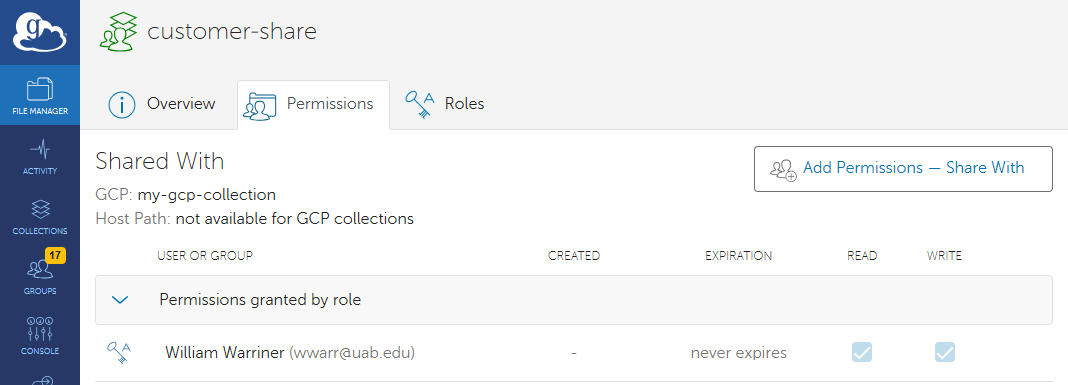 g
customer-share
Overview
Permissions
Roles
FILE MANAGER
ACTIVITY
COLLECTIONS
17
GROUPS
CONSOLE
Shared With
Add Permissions — Share With
GCP: my-gcp-collection
Host Path: not available for GCP collections
USER OR GROUP CREATED EXPIRATION READ WRITE
Permissions granted by role
William Warriner (wwarr@uab.edu) - never expires